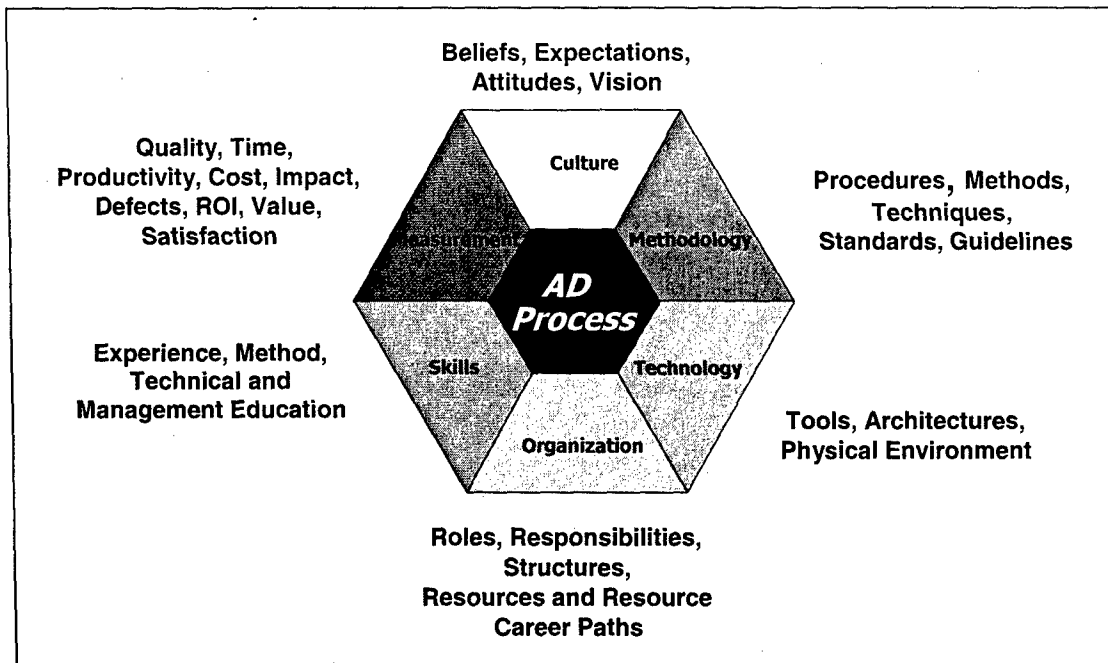 Beliefs, Expectations,
Attitudes, Vision
Quality, Time,
Productivity, Cost, Impact,
Defects, ROI, Value,
Satisfaction
Culture
Procedures, Methods,
Techniques,
Standards, Guidelines
Measurement
Methodology
AD
Process
Experience, Method,
Technical and
Management Education
Skills
Technology
Tools, Architectures,
Physical Environment
Organization
Roles, Responsibilities,
Structures,
Resources and Resource
Career Paths